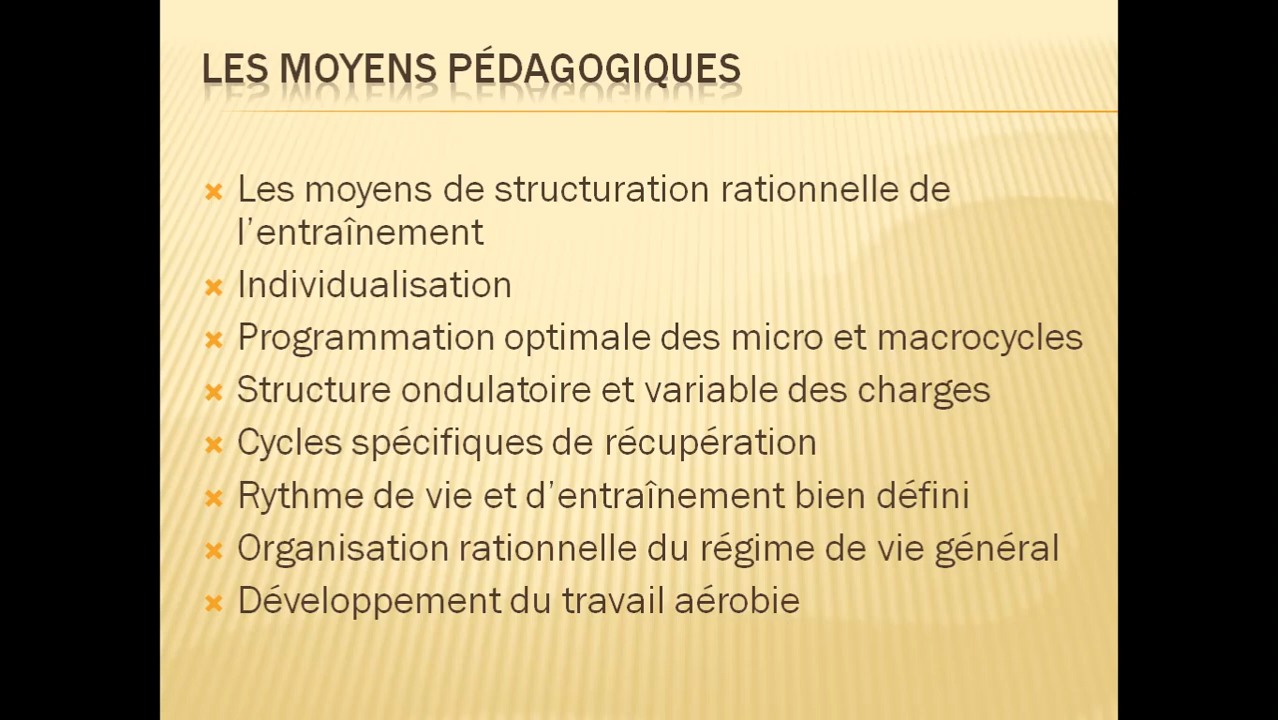 LES MOYENS PÉDAGOGIQUES
Les moyens de structuration rationnelle de
l’entraînement
Individualisation
Programmation optimale des micro et macrocycles
Structure ondulatoire et variable des charges
Cycles spécifiques de récupération
Rythme de vie et d’entraînement bien défini
Organisation rationnelle du régime de vie général
Développement du travail aérobie